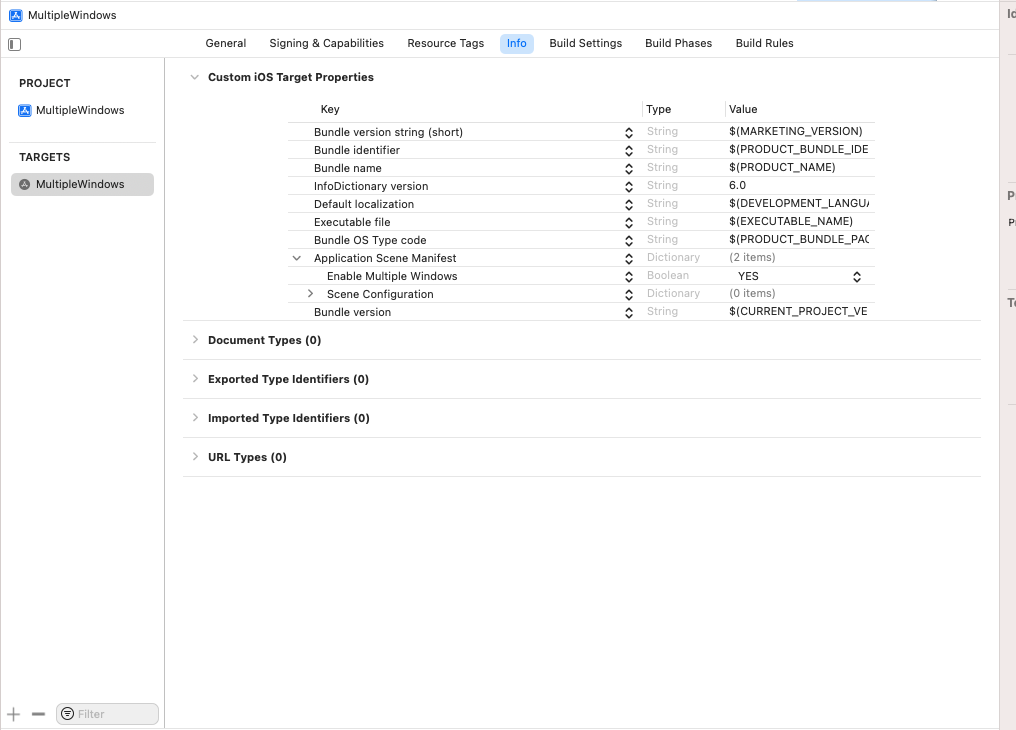 MultipleWindows
General Signing & Capabilities Resource Tags Info Build Settings Build Phases Build Rules
PROJECT
MultipleWindows
TARGETS
MultipleWindows
Filter
Custom iOS Target Properties
Key Type Value
Bundle version string (short) String $(MARKETING_VERSION)
Bundle identifier String $(PRODUCT_BUNDLE_IDE
Bundle name String $(PRODUCT_NAME)
InfoDictionary version String 6.0
Default localization String $(DEVELOPMENT_LANGUA
Executable file String $(EXECUTABLE_NAME)
Bundle OS Type code String $(PRODUCT_BUNDLE_PAC
Application Scene Manifest Dictionary (2 items)
Enable Multiple Windows Boolean YES
Scene Configuration Dictionary (0 items)
Bundle version String $(CURRENT_PROJECT_VE
Document Types (0)
Exported Type Identifiers (0)
Imported Type Identifiers (0)
URL Types (0)